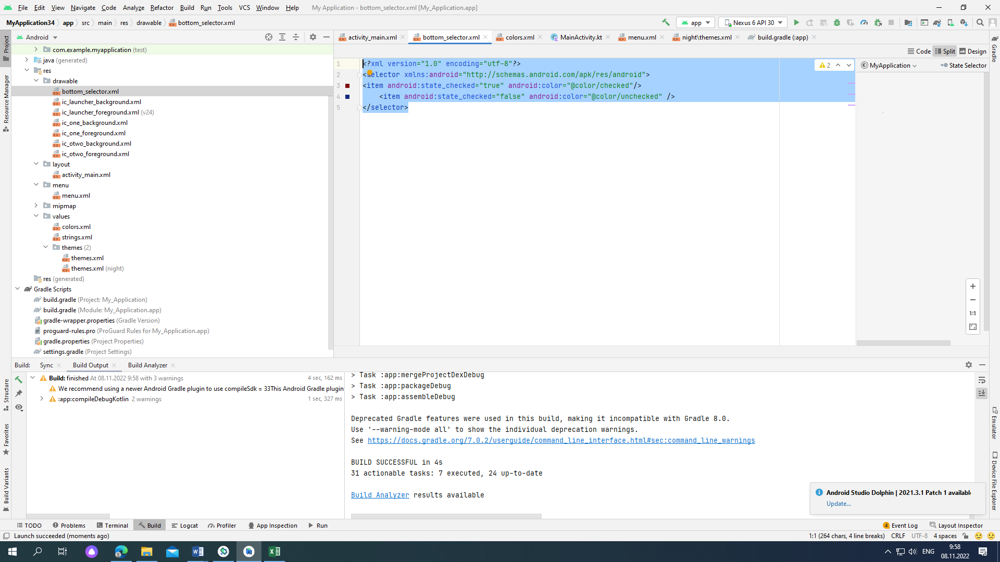 File Edit View Navigate Code Analyze Refactor Build Run Tools VCS Window Help My Application - bottom_selector.xml [My_Application.app]
MyApplication34 app src main res drawable bottom_selector.xml app Nexus 6 API 30
Android
activity_main.xml bottom_selector.xml colors.xml MainActivity.kt menu.xml night\themes.xml build.gradle (:app)
Code Split Design
Project
Resource Manager
Structure
Favorites
Build Variants
com.example.myapplication (test)
java (generated)
res
drawable
bottom_selector.xml
ic_launcher_background.xml
ic_launcher_foreground.xml (v24)
ic_one_background.xml
ic_one_foreground.xml
ic_otwo_background.xml
ic_otwo_foreground.xml
layout
activity_main.xml
menu
menu.xml
mipmap
values
colors.xml
strings.xml
themes (2)
themes.xml
themes.xml (night)
res (generated)
Gradle Scripts
build.gradle (Project: My_Application)
build.gradle (Module: My_Application.app)
gradle-wrapper.properties (Gradle Version)
proguard-rules.pro (ProGuard Rules for My_Application.app)
gradle.properties (Project Properties)
settings.gradle (Project Settings)
1 <?xml version="1.0" encoding="utf-8"?>
2 <selector xmlns:android="http://schemas.android.com/apk/res/android">
3 <item android:state_checked="true" android:color="@color/checked"/>
4 <item android:state_checked="false" android:color="@color/unchecked" />
5 </selector>
2
MyApplication State Selector
1:1
Gradle
Emulator
Device File Explorer
Build: Sync Build Output Build Analyzer
Build: finished At 08.11.2022 9:58 with 3 warnings 4 sec, 162 ms
We recommend using a newer Android Gradle plugin to use compileSdk = 33This Android Gradle plugin
:app:compileDebugKotlin 2 warnings 1 sec, 327 ms
> Task :app:mergeProjectDexDebug
> Task :app:packageDebug
> Task :app:assembleDebug
Deprecated Gradle features were used in this build, making it incompatible with Gradle 8.0.
Use '--warning-mode all' to show the individual deprecation warnings.
See https://docs.gradle.org/7.0.2/userguide/command_line_interface.html#sec:command_line_warnings
BUILD SUCCESSFUL in 4s
31 actionable tasks: 7 executed, 24 up-to-date
Build Analyzer results available
Android Studio Dolphin | 2021.3.1 Patch 1 available
Update...
TODO Problems Terminal Build Logcat Profiler App Inspection Run 4 Event Log Layout Inspector
Launch succeeded (moments ago) 1:1 (264 chars, 4 line breaks) CRLF UTF-8 4 spaces
ENG 9:58
08.11.2022